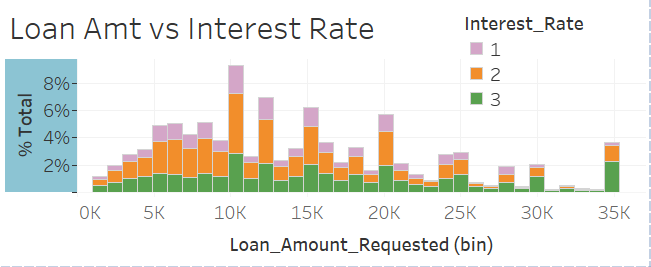 Loan Amt vs Interest Rate
Interest_Rate
1
2
3
% Total
8%
6%
4%
2%
0K 5K 10K 15K 20K 25K 30K 35K
Loan_Amount_Requested (bin)